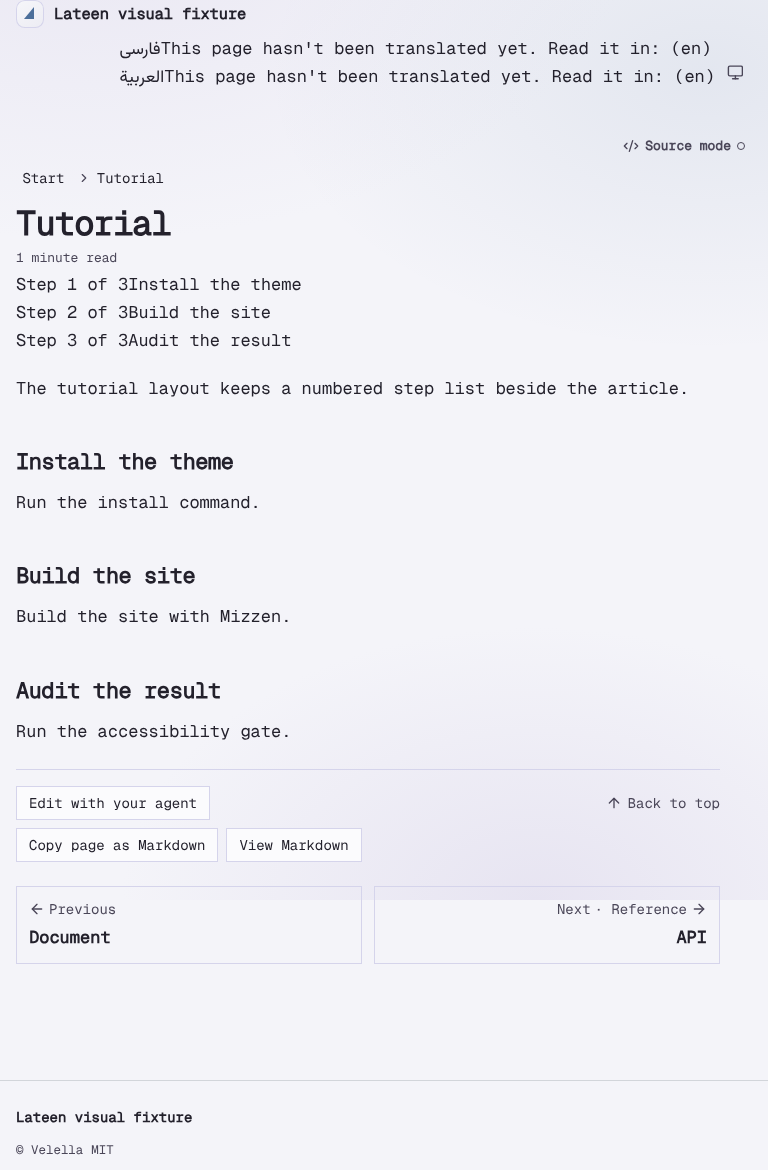 Lateen visual fixture
فارسیThis page hasn't been translated yet. Read it in: (en)
العربيةThis page hasn't been translated yet. Read it in: (en)
Source mode
Start > Tutorial
Tutorial
1 minute read
Step 1 of 3Install the theme
Step 2 of 3Build the site
Step 3 of 3Audit the result
The tutorial layout keeps a numbered step list beside the article.
Install the theme
Run the install command.
Build the site
Build the site with Mizzen.
Audit the result
Run the accessibility gate.
Edit with your agent
↑ Back to top
Copy page as Markdown
View Markdown
← Previous
Document
Next · Reference →
API
Lateen visual fixture
© Velella MIT